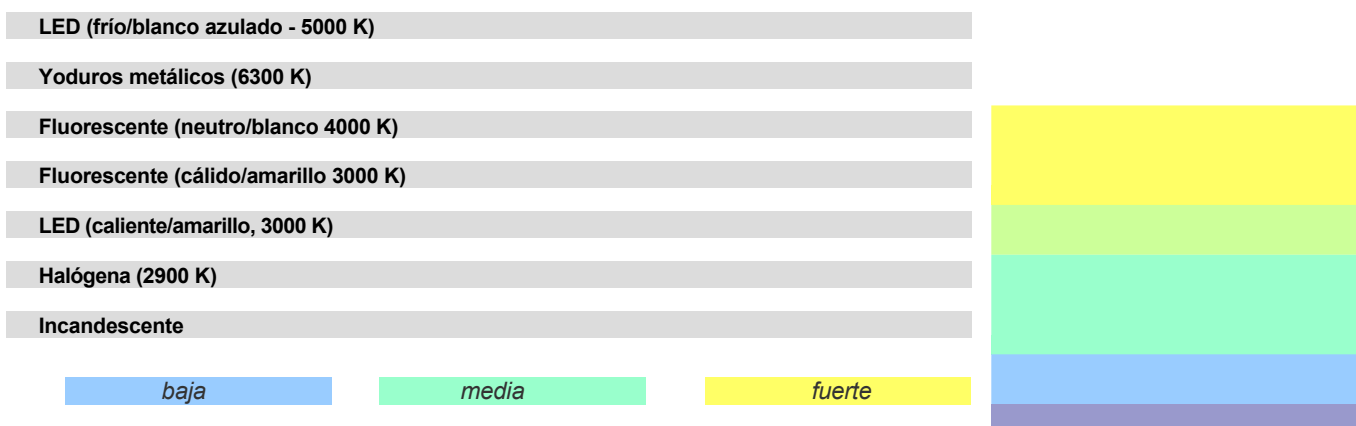 LED (frío/blanco azulado - 5000 K)
Yoduros metálicos (6300 K)
Fluorescente (neutro/blanco 4000 K)
Fluorescente (cálido/amarillo 3000 K)
LED (caliente/amarillo, 3000 K)
Halógena (2900 K)
Incandescente
baja media fuerte